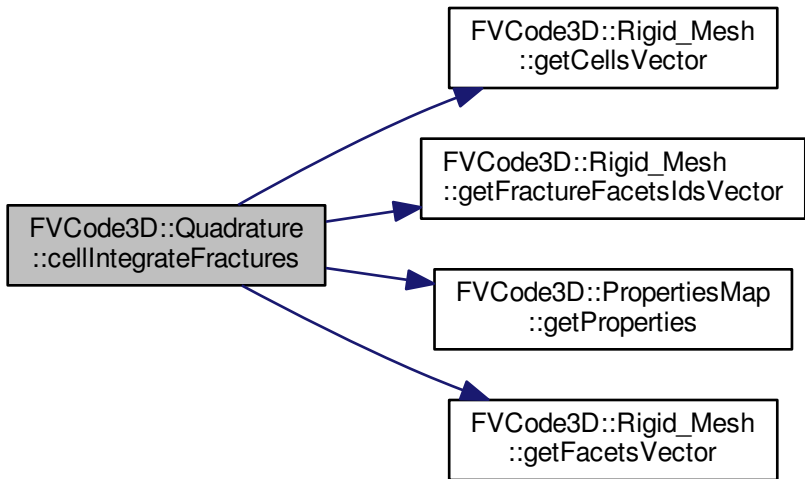 FVCode3D::Rigid_Mesh
::getCellsVector
FVCode3D::Rigid_Mesh
::getFractureFacetsIdsVector
FVCode3D::Quadrature
::cellIntegrateFractures
FVCode3D::PropertiesMap
::getProperties
FVCode3D::Rigid_Mesh
::getFacetsVector